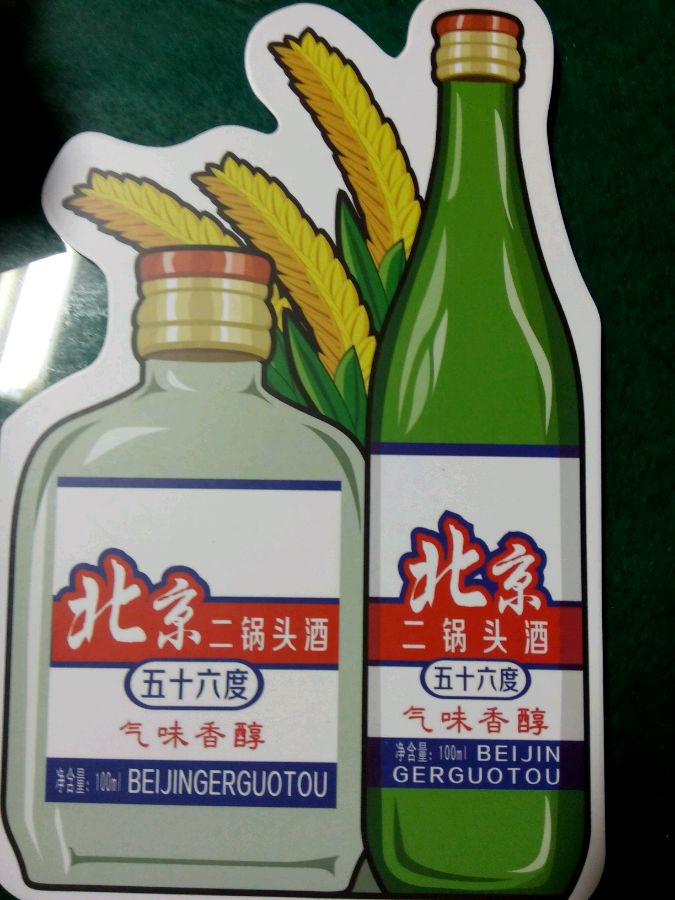 北京二锅头酒
五十六度
气味香醇
净含量：100ml BEIJINGERGUOTOU
北京
二锅头酒
五十六度
气味香醇
净含量：100ml BEIJIN
GERGUOTOU